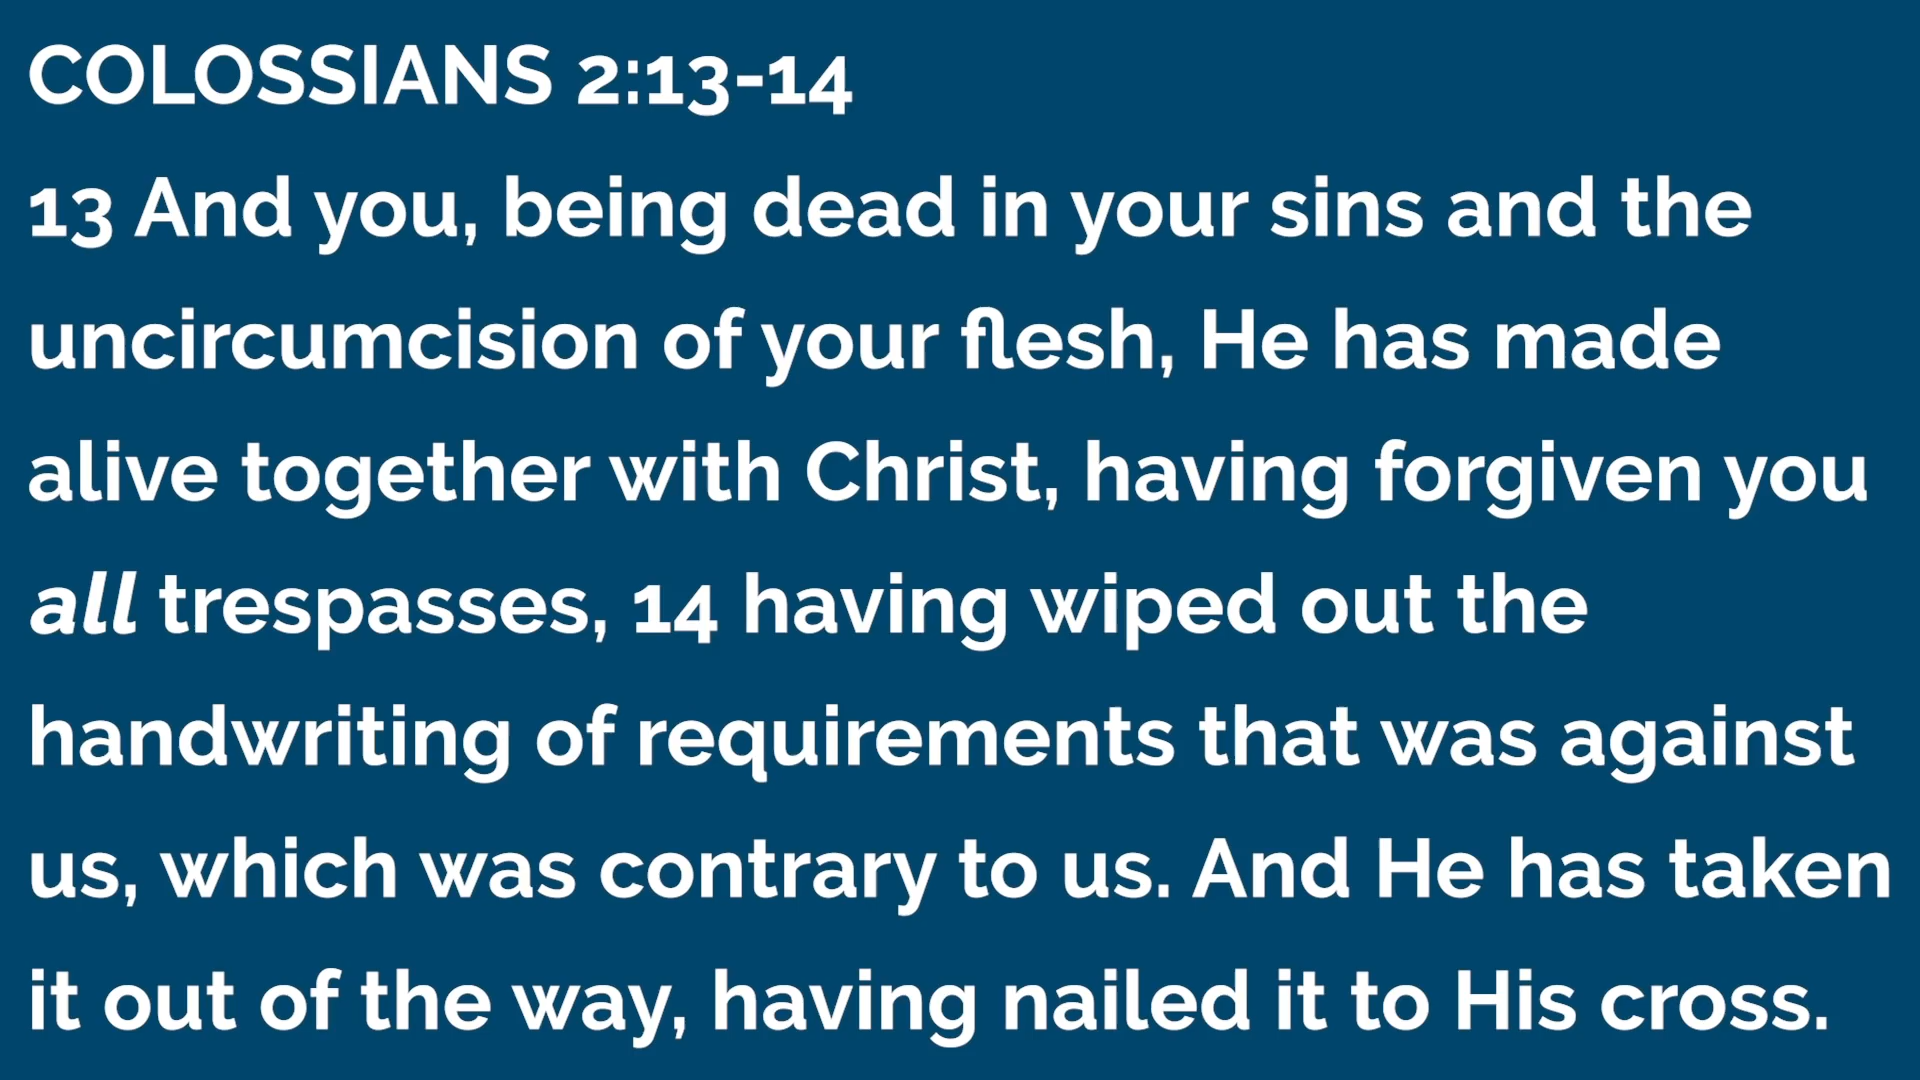 COLOSSIANS 2:13-14
13 And you, being dead in your sins and the
uncircumcision of your flesh, He has made
alive together with Christ, having forgiven you
all trespasses, 14 having wiped out the
handwriting of requirements that was against
us, which was contrary to us. And He has taken
it out of the way, having nailed it to His cross.